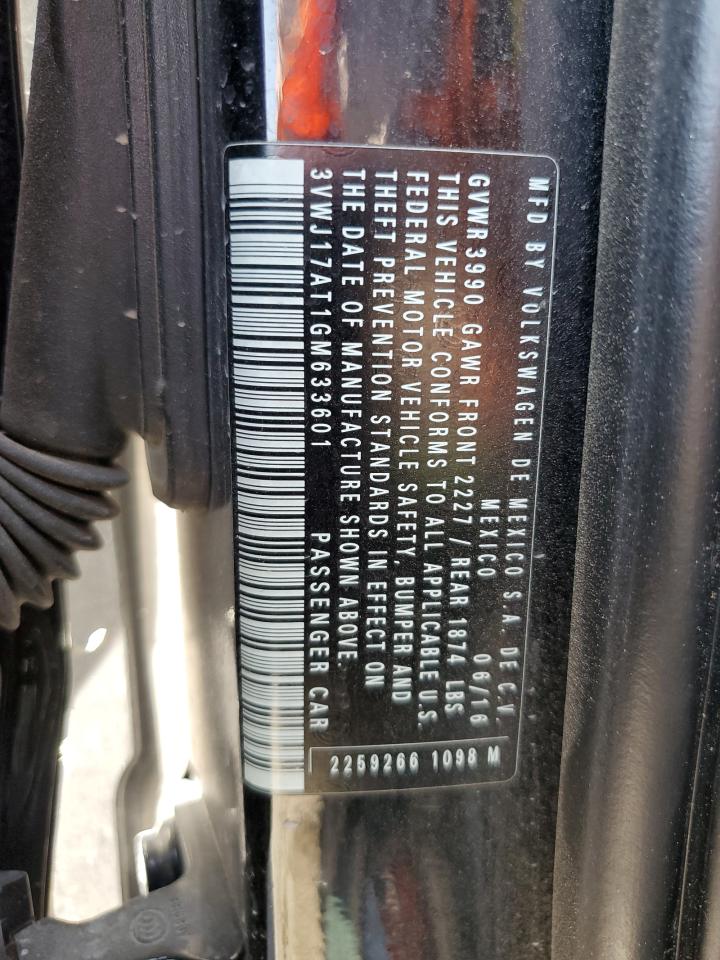 MFD BY VOLKSWAGEN DE MEXICO S.A. DE C.V.
MEXICO 06/16
GVWR 3990 GAWR FRONT 2227 / REAR 1874 LBS
THIS VEHICLE CONFORMS TO ALL APPLICABLE U.S.
FEDERAL MOTOR VEHICLE SAFETY, BUMPER AND
THEFT PREVENTION STANDARDS IN EFFECT ON
THE DATE OF MANUFACTURE SHOWN ABOVE.
3VWJ17AT1GM633601 PASSENGER CAR
2259266 1098 M